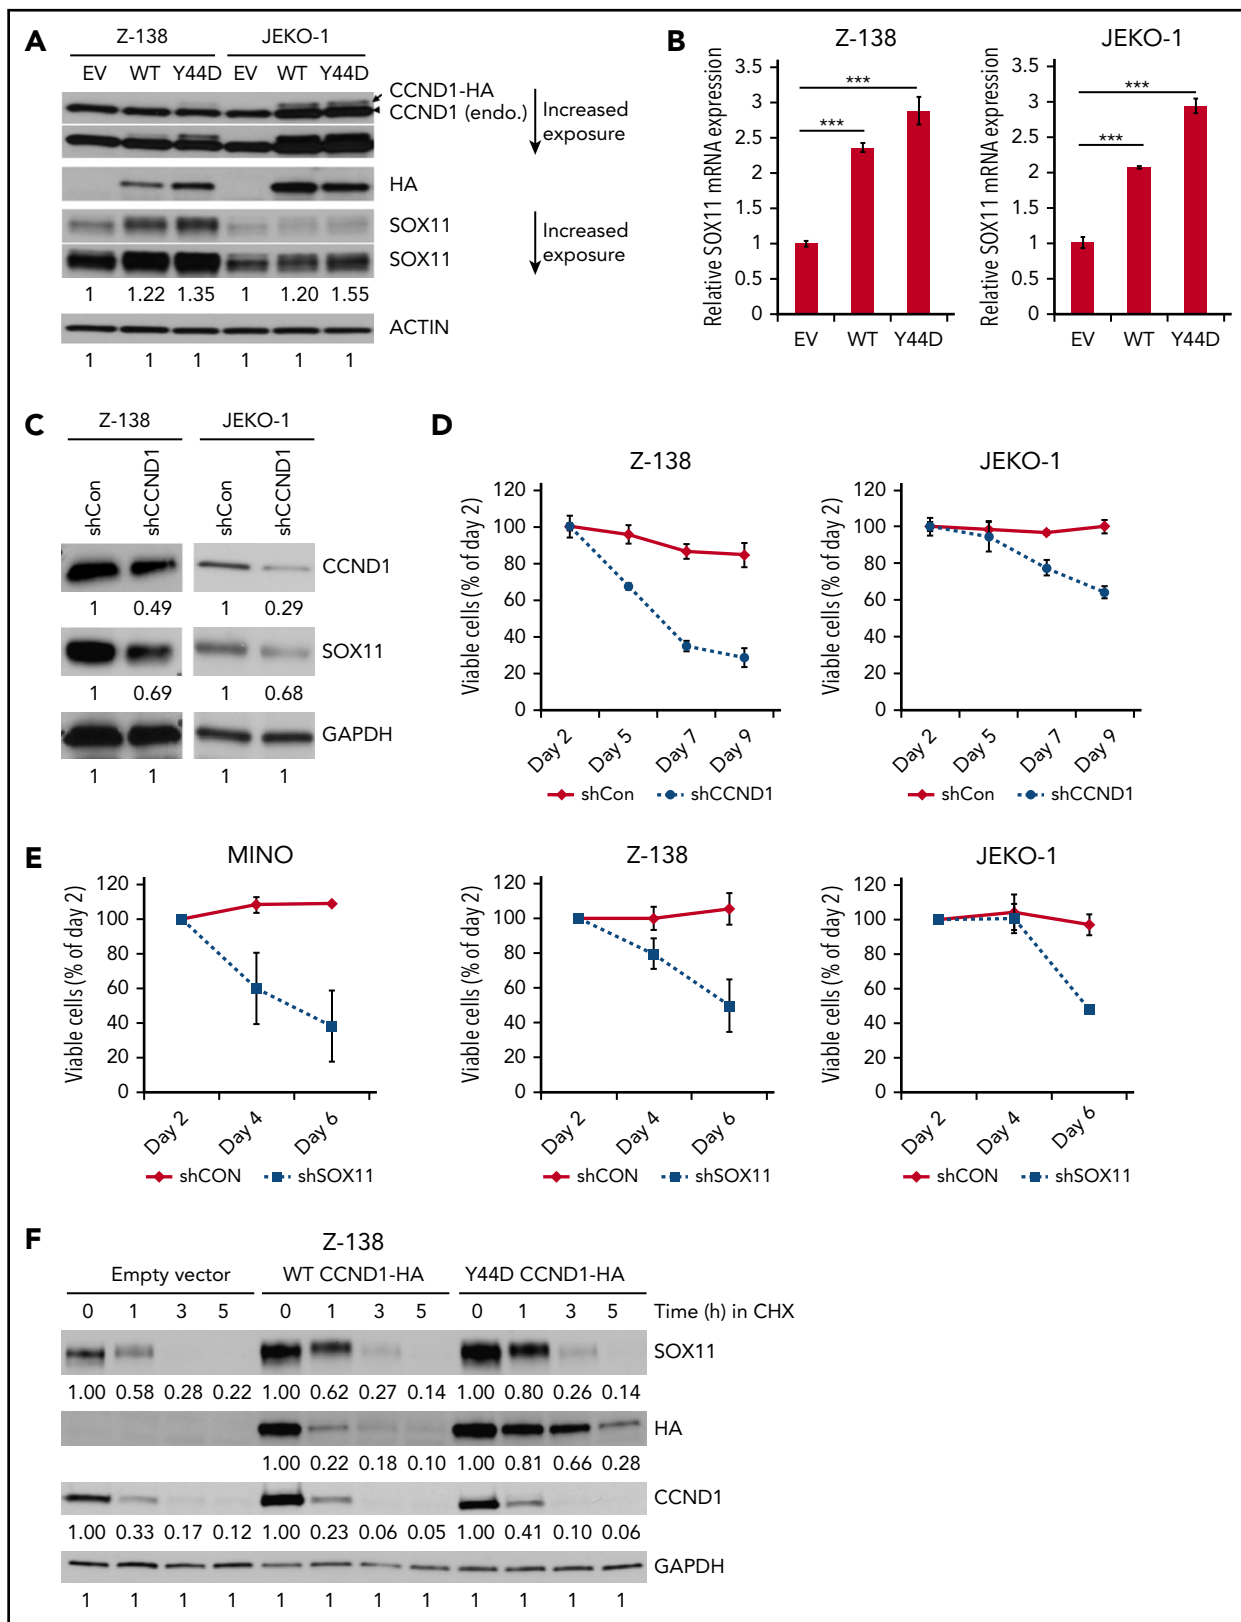 A
Z-138 JEKO-1
EV WT Y44D EV WT Y44D
CCND1-HA
CCND1 (endo.)
Increased
exposure
HA
SOX11
SOX11
Increased
exposure
1 1.22 1.35 1 1.20 1.55
ACTIN
1 1 1 1 1 1
B
Z-138
Relative SOX11 mRNA expression
3.5
3
2.5
2
1.5
1
0.5
0
***
***
EV WT Y44D
JEKO-1
Relative SOX11 mRNA expression
3.5
3
2.5
2
1.5
1
0.5
0
***
***
EV WT Y44D
C
Z-138 JEKO-1
shCon shCCND1 shCon shCCND1
CCND1
1 0.49 1 0.29
SOX11
1 0.69 1 0.68
GAPDH
1 1 1 1
D
Z-138
Viable cells (% of day 2)
120
100
80
60
40
20
0
Day 2 Day 5 Day 7 Day 9
shCon shCCND1
JEKO-1
Viable cells (% of day 2)
120
100
80
60
40
20
0
Day 2 Day 5 Day 7 Day 9
shCon shCCND1
E
MINO
Viable cells (% of day 2)
120
100
80
60
40
20
0
Day 2 Day 4 Day 6
shCON shSOX11
Z-138
Viable cells (% of day 2)
120
100
80
60
40
20
0
Day 2 Day 4 Day 6
shCON shSOX11
JEKO-1
Viable cells (% of day 2)
120
100
80
60
40
20
0
Day 2 Day 4 Day 6
shCON shSOX11
F
Z-138
Empty vector WT CCND1-HA Y44D CCND1-HA
0 1 3 5 0 1 3 5 0 1 3 5 Time (h) in CHX
SOX11
1.00 0.58 0.28 0.22 1.00 0.62 0.27 0.14 1.00 0.80 0.26 0.14
HA
1.00 0.22 0.18 0.10 1.00 0.81 0.66 0.28
CCND1
1.00 0.33 0.17 0.12 1.00 0.23 0.06 0.05 1.00 0.41 0.10 0.06
GAPDH
1 1 1 1 1 1 1 1 1 1 1 1